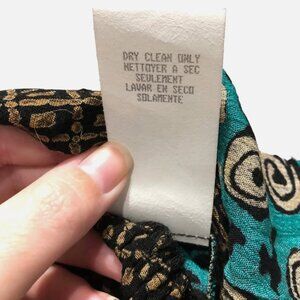 DRY CLEAN ONLY
NETTOYER A SEC
SEULEMENT
LAVAR EN SECO
SOLAMENTE